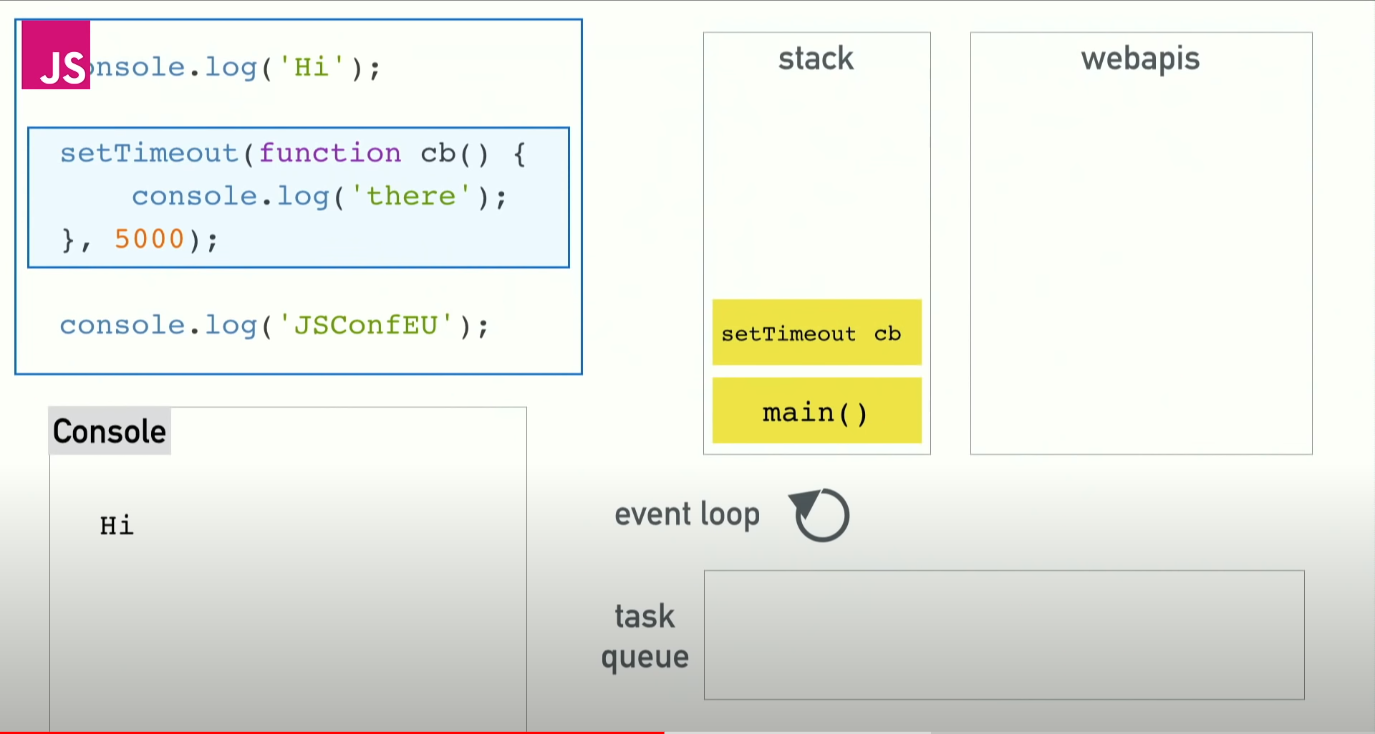 JS
onsole.log('Hi');
setTimeout(function cb() {
console.log('there');
}, 5000);
console.log('JSConfEU');
Console
Hi
stack
setTimeout cb
main()
webapis
event loop
task
queue